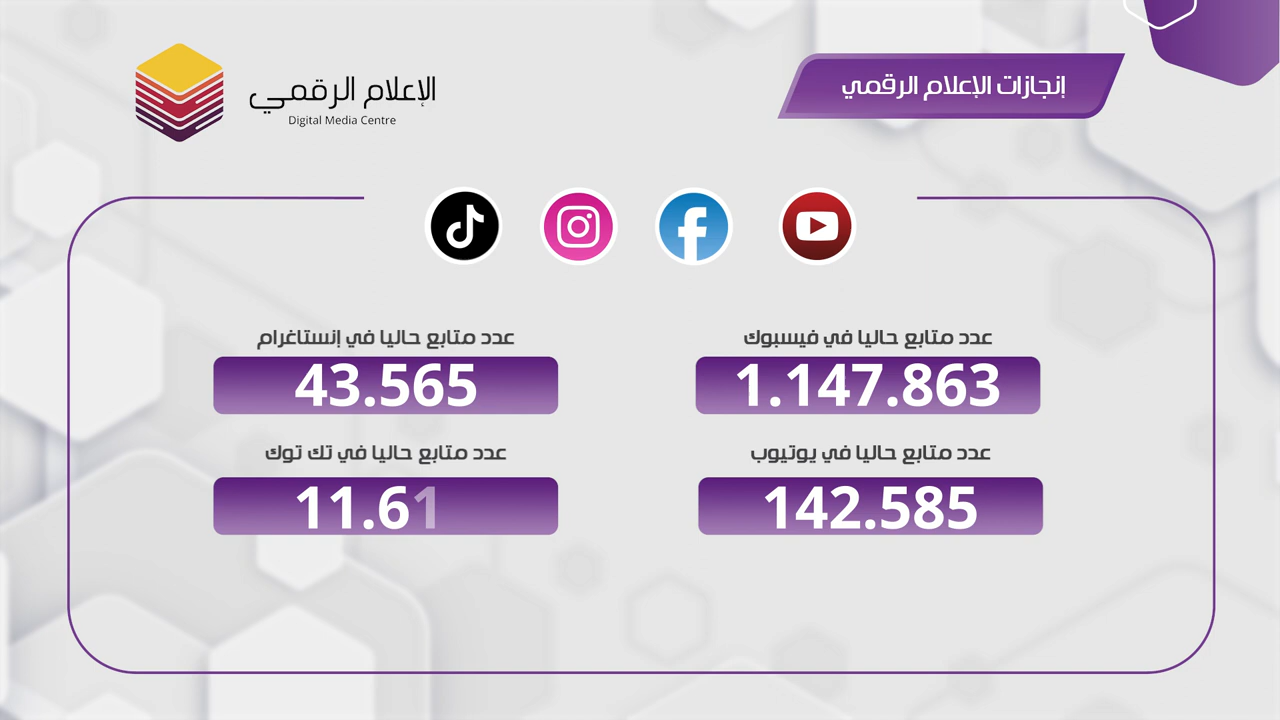 إنجازات الإعلام الرقمي
الإعلام الرقمي
Digital Media Centre
عدد متابع حاليا في فيسبوك
1.147.863
عدد متابع حاليا في إنستاغرام
43.565
عدد متابع حاليا في يوتيوب
142.585
عدد متابع حاليا في تك توك
11.61